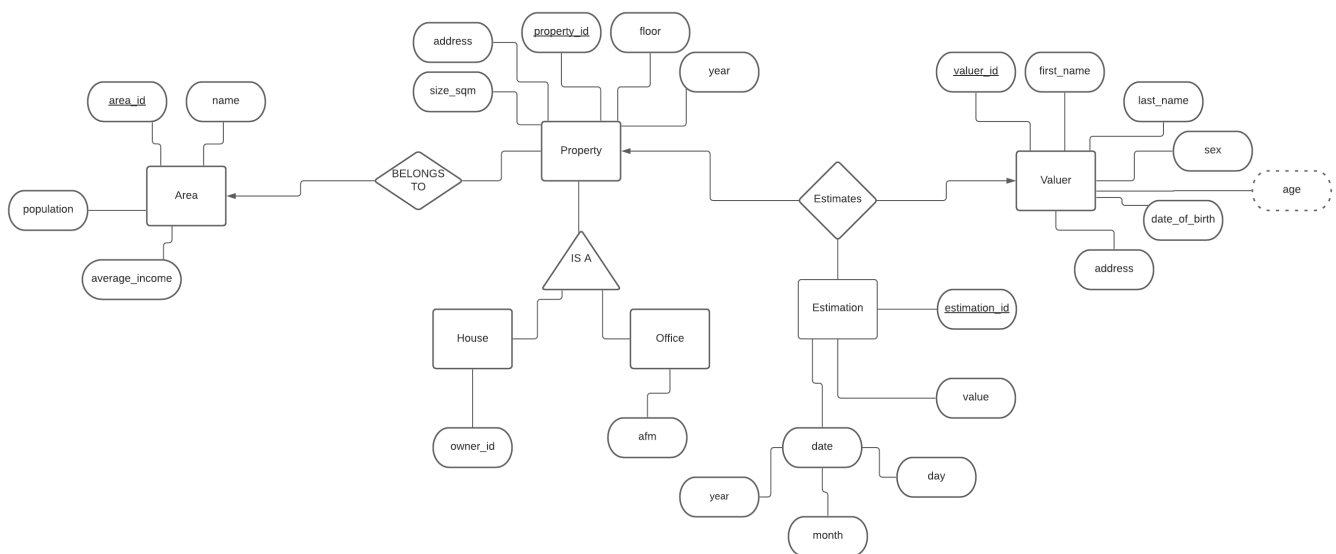 address
property_id
floor
year
size_sqm
area_id
name
Property
BELONGS
TO
Area
population
average_income
IS A
House
Office
owner_id
afm
valuer_id
first_name
last_name
sex
Valuer
age
date_of_birth
address
Estimates
Estimation
estimation_id
value
date
year
day
month